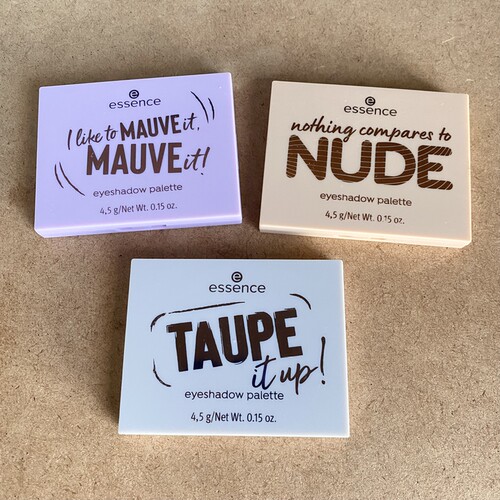 essence
I like to MAUVE it,
MAUVE it!
eyeshadow palette
4,5 g/Net Wt. 0.15 oz.
essence
nothing compares to
NUDE
eyeshadow palette
4,5 g/Net Wt. 0.15 oz.
essence
TAUPE
it up!
eyeshadow palette
4,5 g/Net Wt. 0.15 oz.